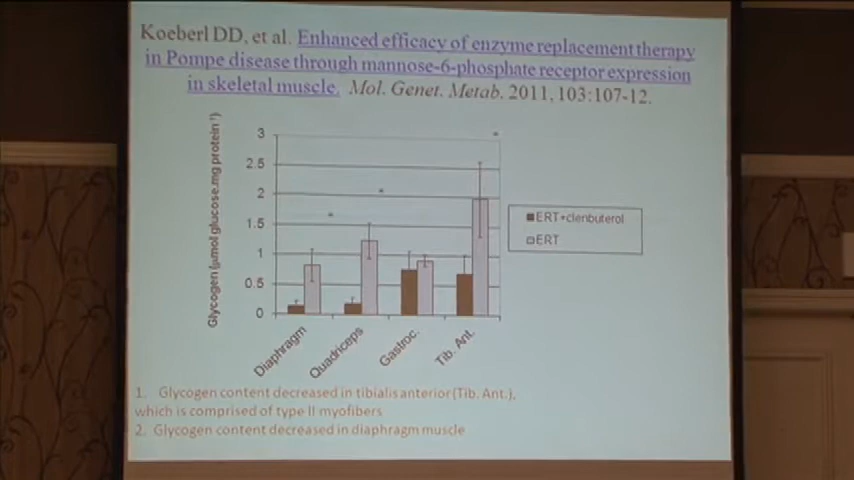 Koeberl DD, et al. Enhanced efficacy of enzyme replacement therapy
in Pompe disease through mannose-6-phosphate receptor expression
in skeletal muscle. Mol. Genet. Metab. 2011, 103:107-12.
Glycogen (µmol glucose.mg protein⁻¹)
3
2.5
2
1.5
1
0.5
0
*
*
*
ERT+clenbuterol
ERT
Diaphragm
Quadriceps
Gastroc.
Tib. Ant.
1. Glycogen content decreased in tibialis anterior (Tib. Ant.),
which is comprised of type II myofibers
2. Glycogen content decreased in diaphragm muscle